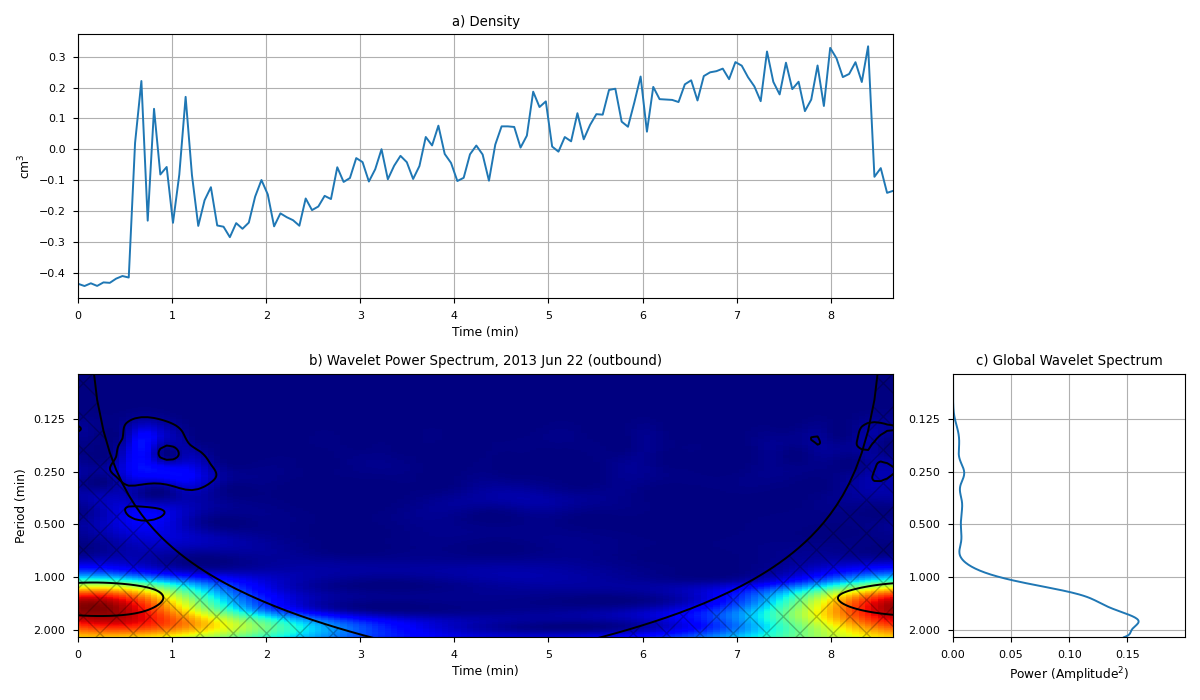 a) Density
cm³
0.3
0.2
0.1
0.0
−0.1
−0.2
−0.3
−0.4
0 1 2 3 4 5 6 7 8
Time (min)
b) Wavelet Power Spectrum, 2013 Jun 22 (outbound)
Period (min)
0.125
0.250
0.500
1.000
2.000
0 1 2 3 4 5 6 7 8
Time (min)
c) Global Wavelet Spectrum
0.125
0.250
0.500
1.000
2.000
0.00 0.05 0.10 0.15
Power (Amplitude²)